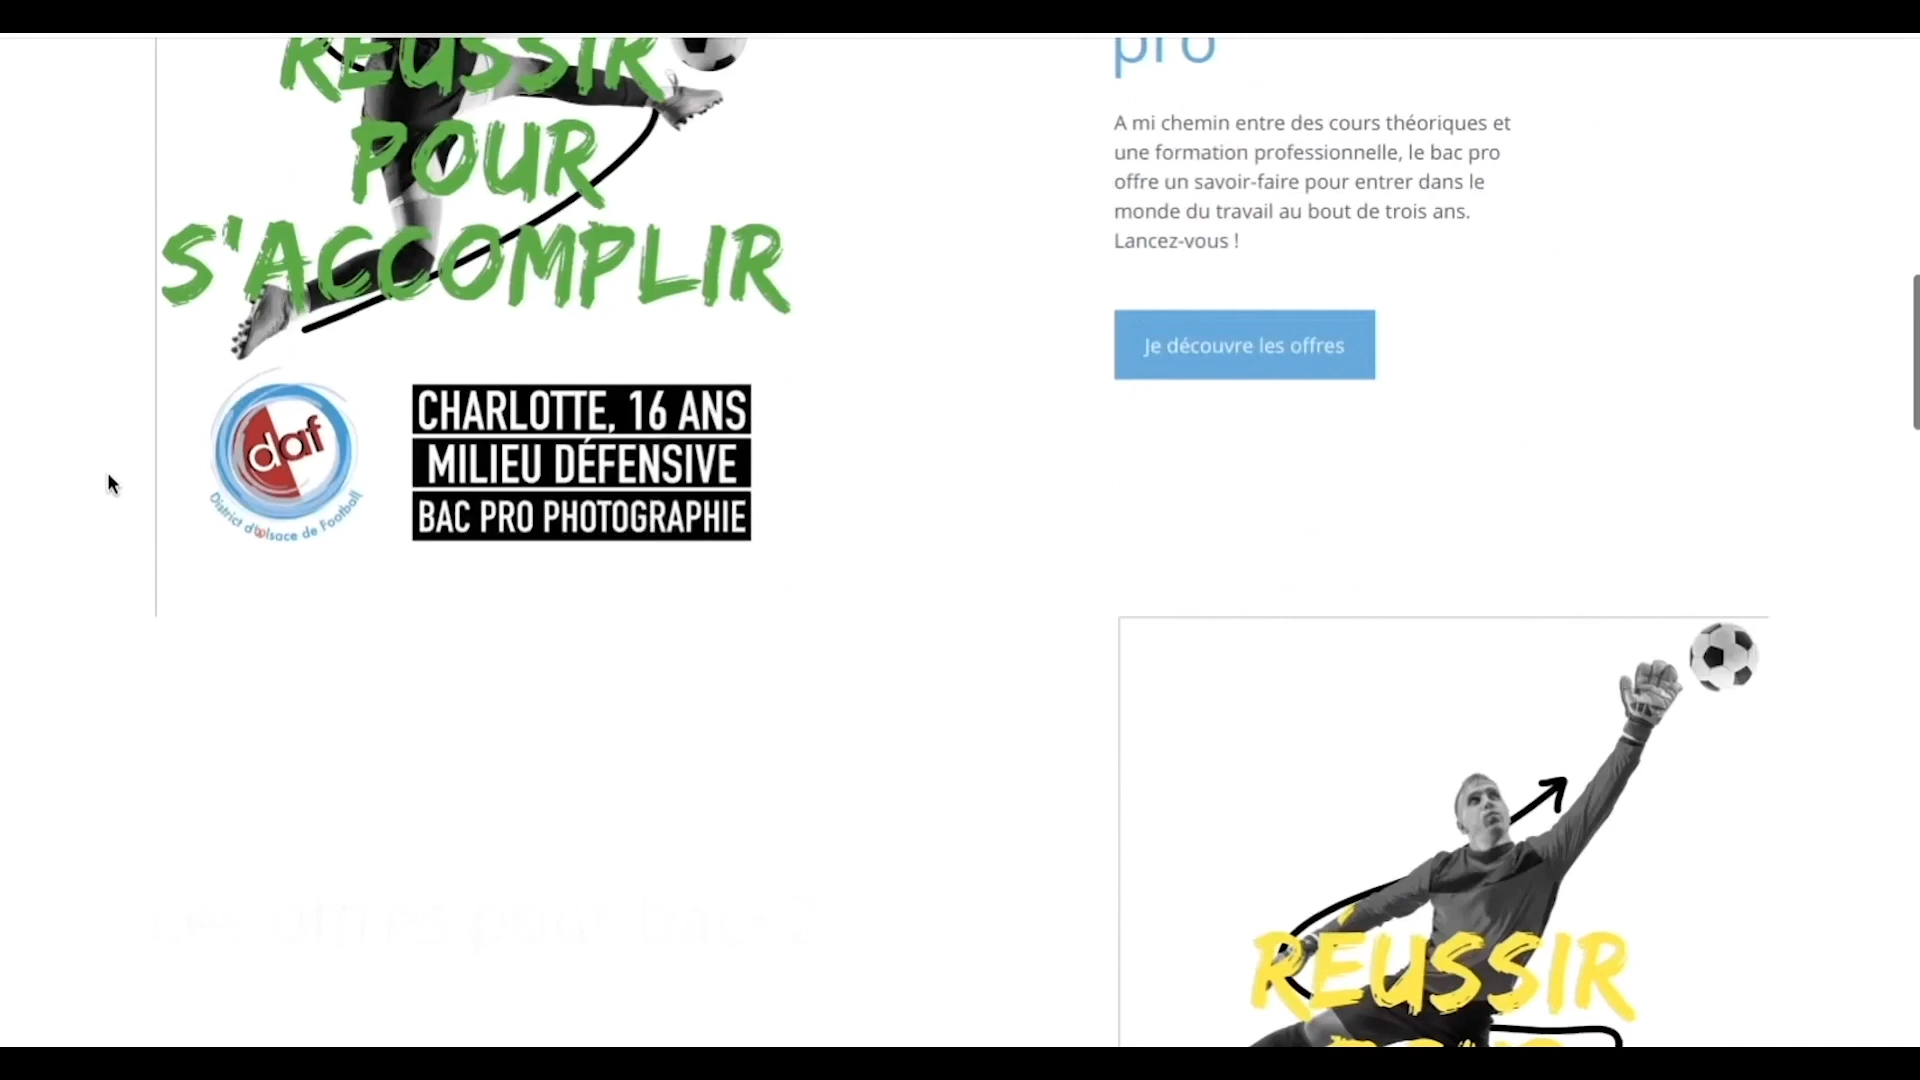 RÉUSSIR
POUR
S'ACCOMPLIR
daf
District d'alsace de Football
CHARLOTTE, 16 ANS
MILIEU DÉFENSIVE
BAC PRO PHOTOGRAPHIE
pro
A mi chemin entre des cours théoriques et
une formation professionnelle, le bac pro
offre un savoir-faire pour entrer dans le
monde du travail au bout de trois ans.
Lancez-vous !
Je découvre les offres
RÉUSSIR